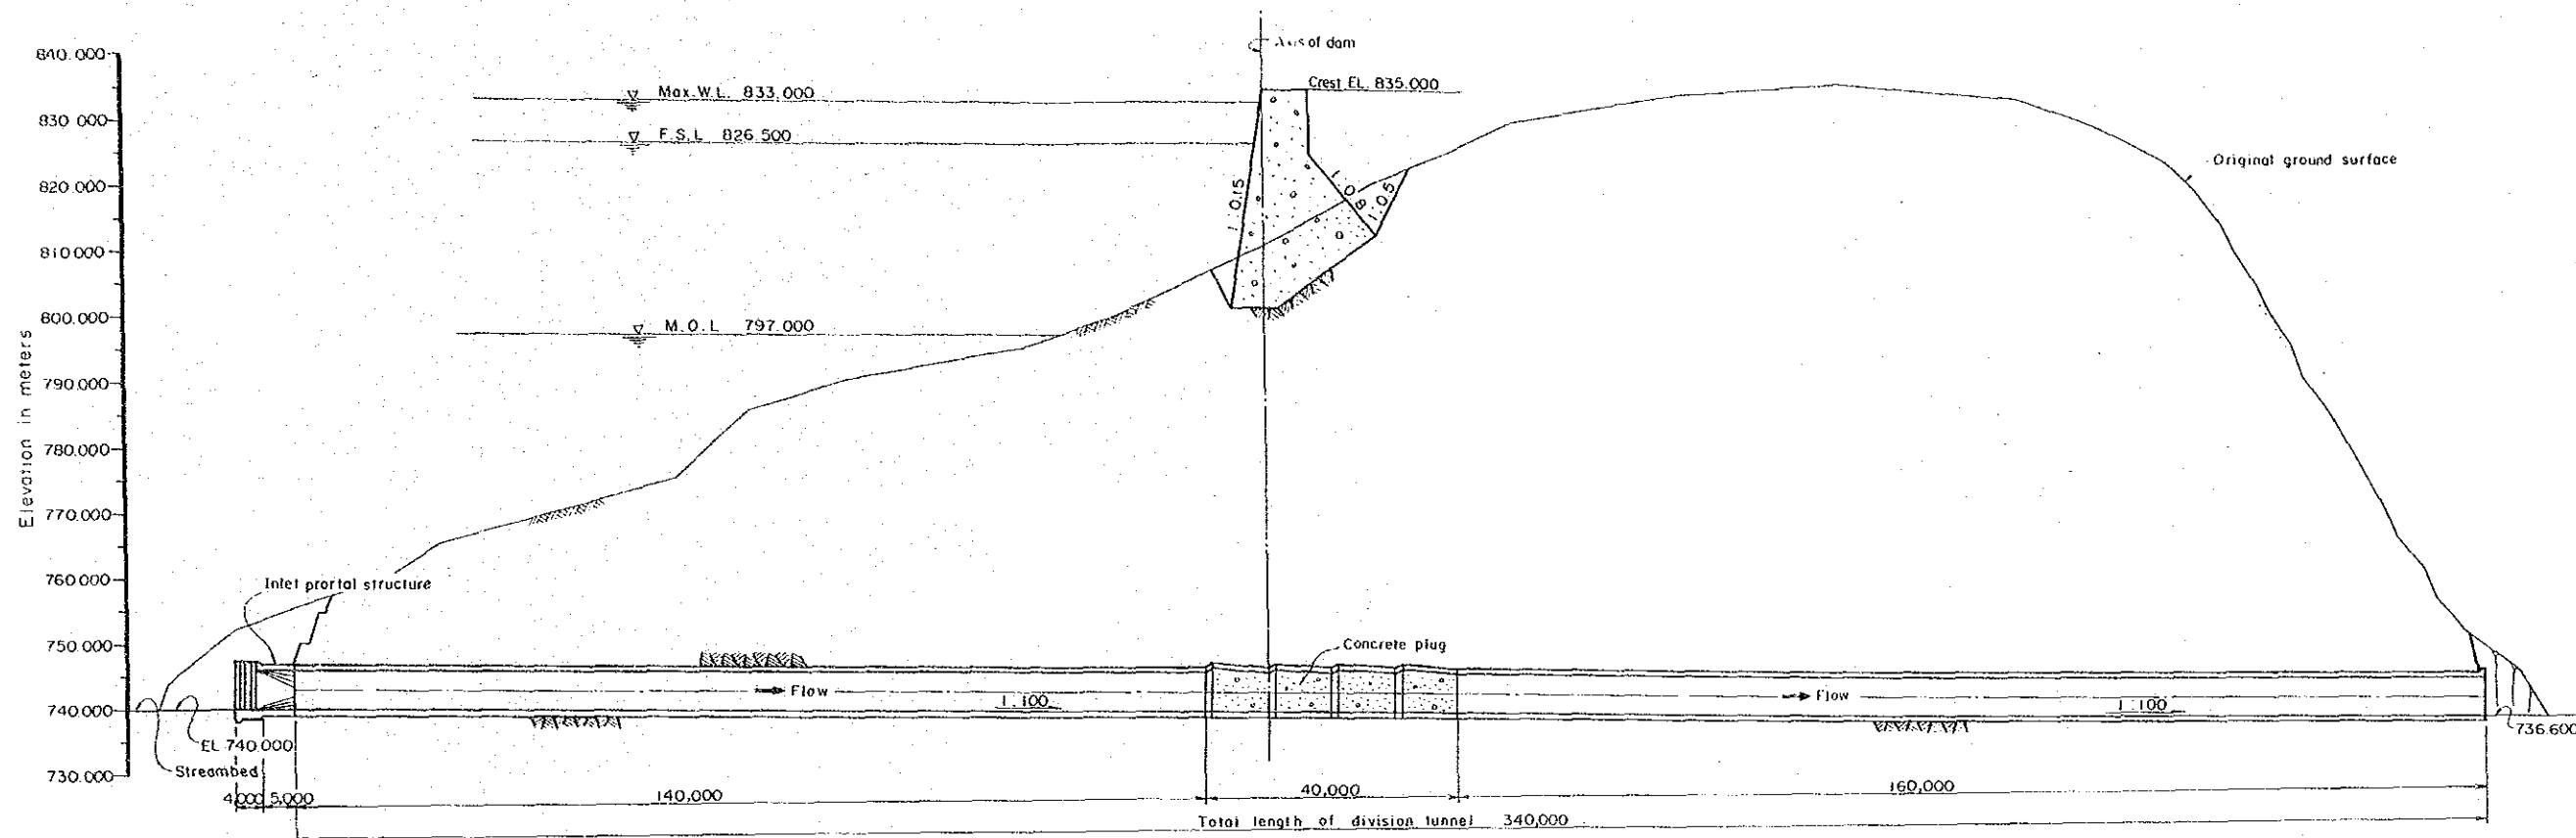 Axis of dam
840.000
Crest EL. 835.000
Max. W.L. 833.000
830 000
F.S.L 826.500
Original ground surface
820.000
1:0.15
1:0.8
1:0.5
810.000
800.000
M.O.L 797.000
Elevation in meters
790.000
780.000
770.000
760.000
Inlet prortal structure
750.000
Concrete plug
Flow
Flow
1:100
1:100
740.000
EL 740.000
736.600
Streambed
730.000
4,000 5,000
140,000
40,000
160,000
Total length of division tunnel 340,000